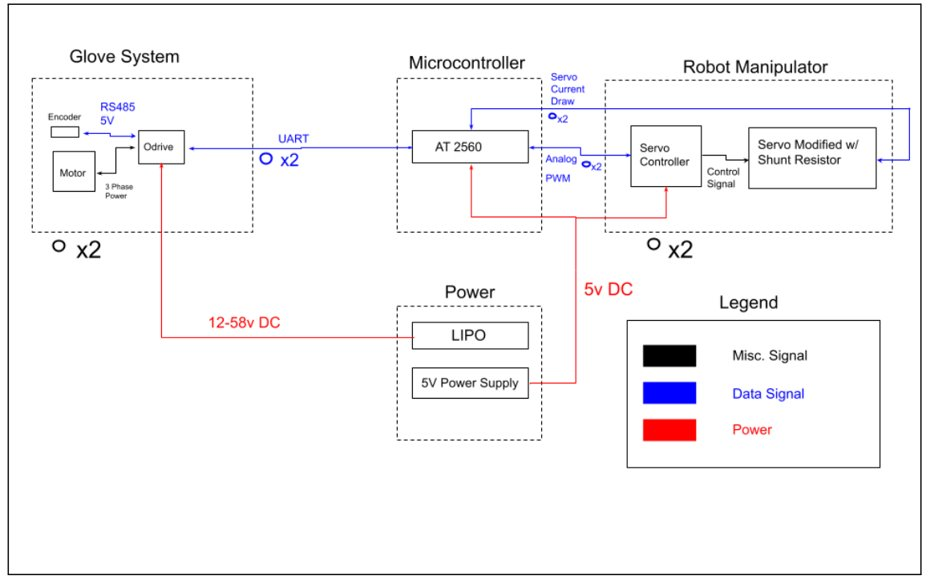 Glove System
Encoder
RS485
5V
Odrive
Motor
3 Phase
Power
x2
UART
x2
Microcontroller
AT 2560
Servo
Current
Draw
x2
Analog
x2
PWM
Robot Manipulator
Servo
Controller
Control
Signal
Servo Modified w/
Shunt Resistor
x2
12-58v DC
Power
LIPO
5V Power Supply
5v DC
Legend
Misc. Signal
Data Signal
Power